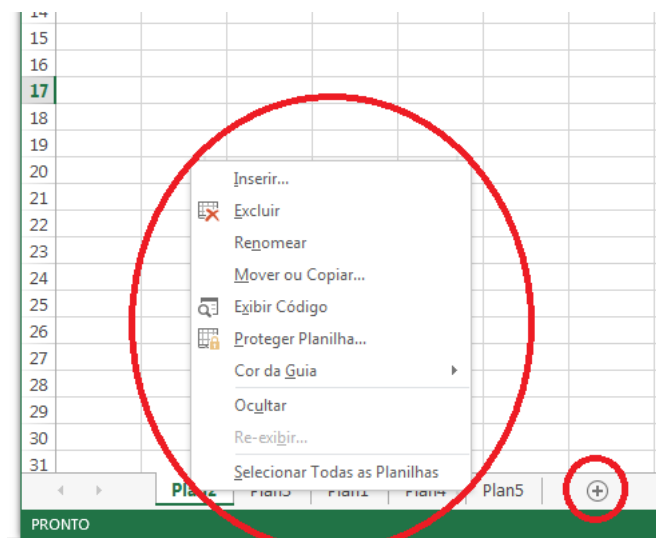 14
15
16
17
18
19
20
Inserir...
21
Excluir
22
Renomear
23
24
Mover ou Copiar...
25
Exibir Código
26
Proteger Planilha...
27
Cor da Guia
28
29
Ocultar
30
Re-exibir...
31
Selecionar Todas as Planilhas
Plan2 Plan3 Plan1 Plan4 Plan5
PRONTO